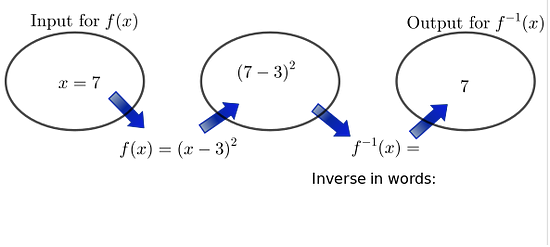 Input for f(x)
Output for f⁻¹(x)
x = 7
(7 − 3)²
7
f(x) = (x − 3)²
f⁻¹(x) =
Inverse in words: